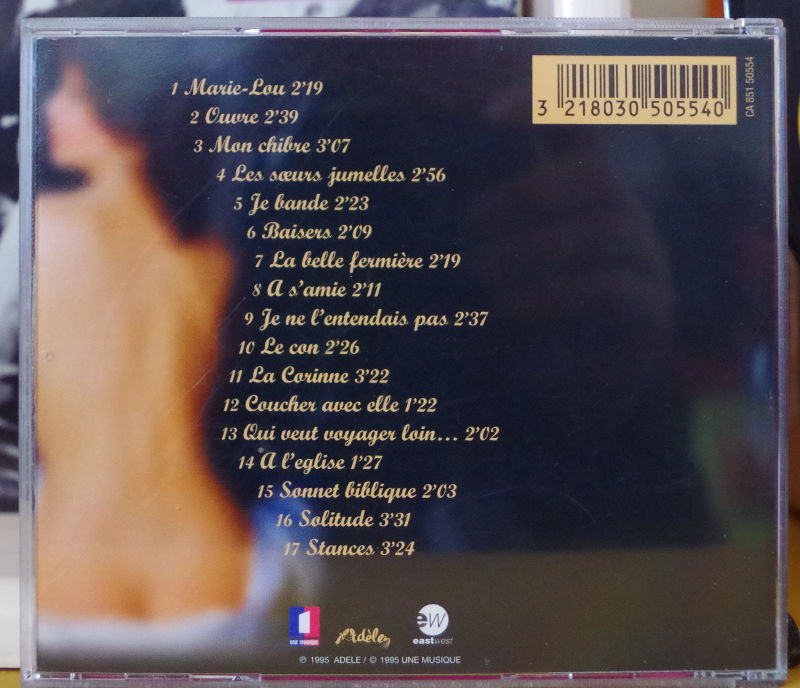 1 Marie-Lou 2'19
2 Ouvre 2'39
3 Mon chibre 3'07
4 Les sœurs jumelles 2'56
5 Je bande 2'23
6 Baisers 2'09
7 La belle fermière 2'19
8 A s'amie 2'11
9 Je ne l'entendais pas 2'37
10 Le con 2'26
11 La Corinne 3'22
12 Coucher avec elle 1'22
13 Qui veut voyager loin... 2'02
14 A l'eglise 1'27
15 Sonnet biblique 2'03
16 Solitude 3'31
17 Stances 3'24
3 218030 505540
CA 851 50554
1
UNE MUSIQUE
Adèle
ew
eastwest
℗ 1995 ADELE / © 1995 UNE MUSIQUE